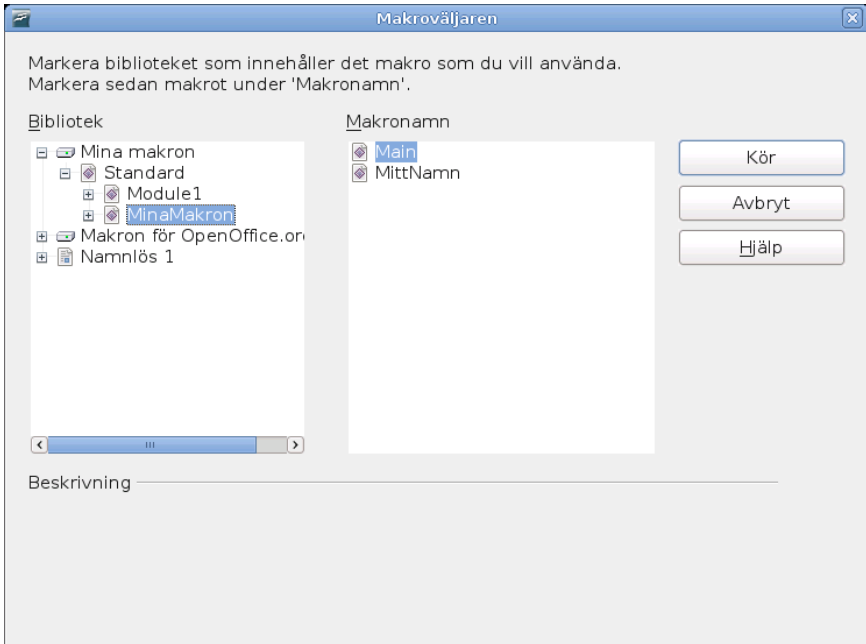 Makroväljaren
Markera biblioteket som innehåller det makro som du vill använda.
Markera sedan makrot under 'Makronamn'.
Bibliotek
Mina makron
Standard
Module1
MinaMakron
Makron för OpenOffice.or
Namnlös 1
Makronamn
Main
MittNamn
Kör
Avbryt
Hjälp
Beskrivning